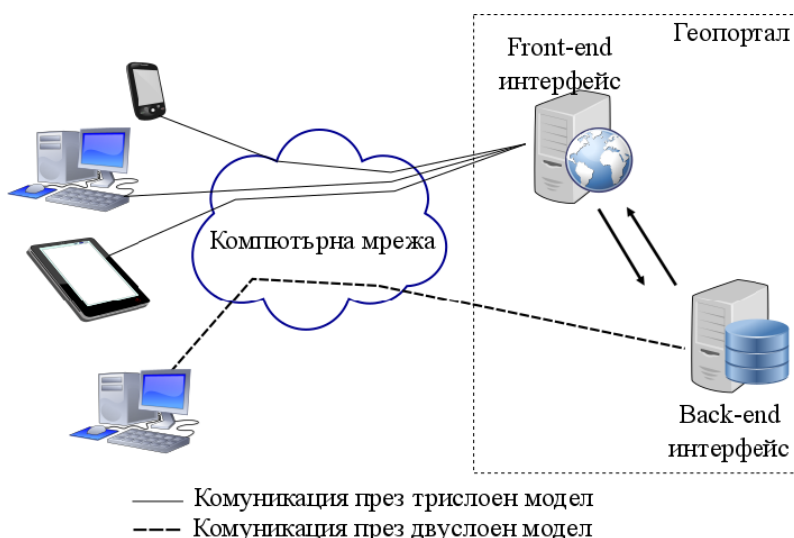 Геопортал
Front-end
интерфейс
Компютърна мрежа
Back-end
интерфейс
Комуникация през трислоен модел
Комуникация през двуслоен модел